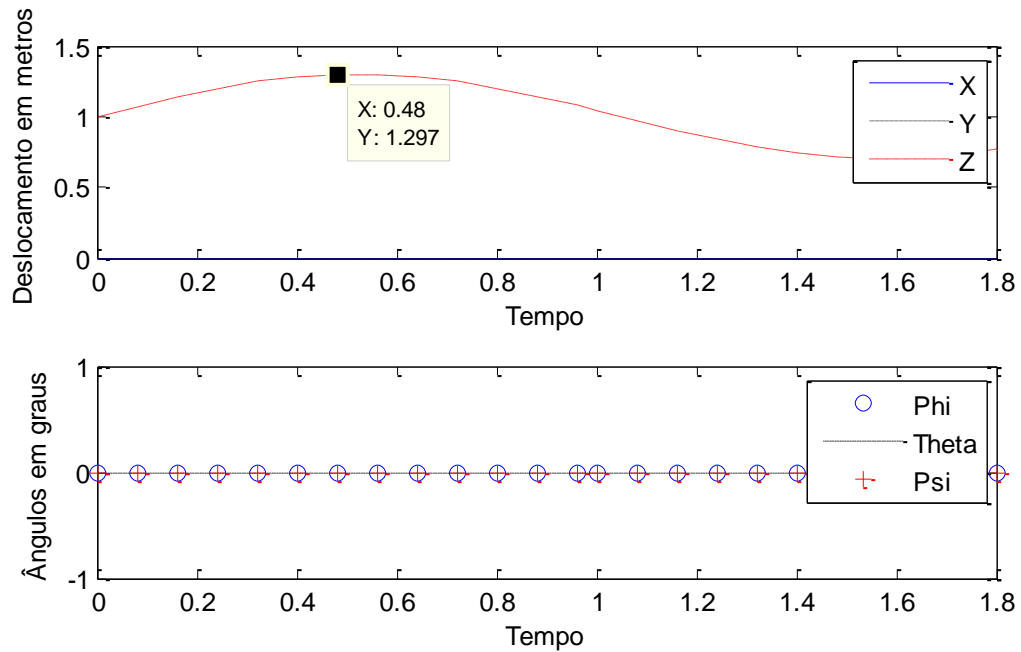 Deslocamento em metros
1.5
1
0.5
0
X: 0.48
Y: 1.297
X
Y
Z
0 0.2 0.4 0.6 0.8 1 1.2 1.4 1.6 1.8
Tempo
Ângulos em graus
1
0
-1
Phi
Theta
Psi
0 0.2 0.4 0.6 0.8 1 1.2 1.4 1.6 1.8
Tempo